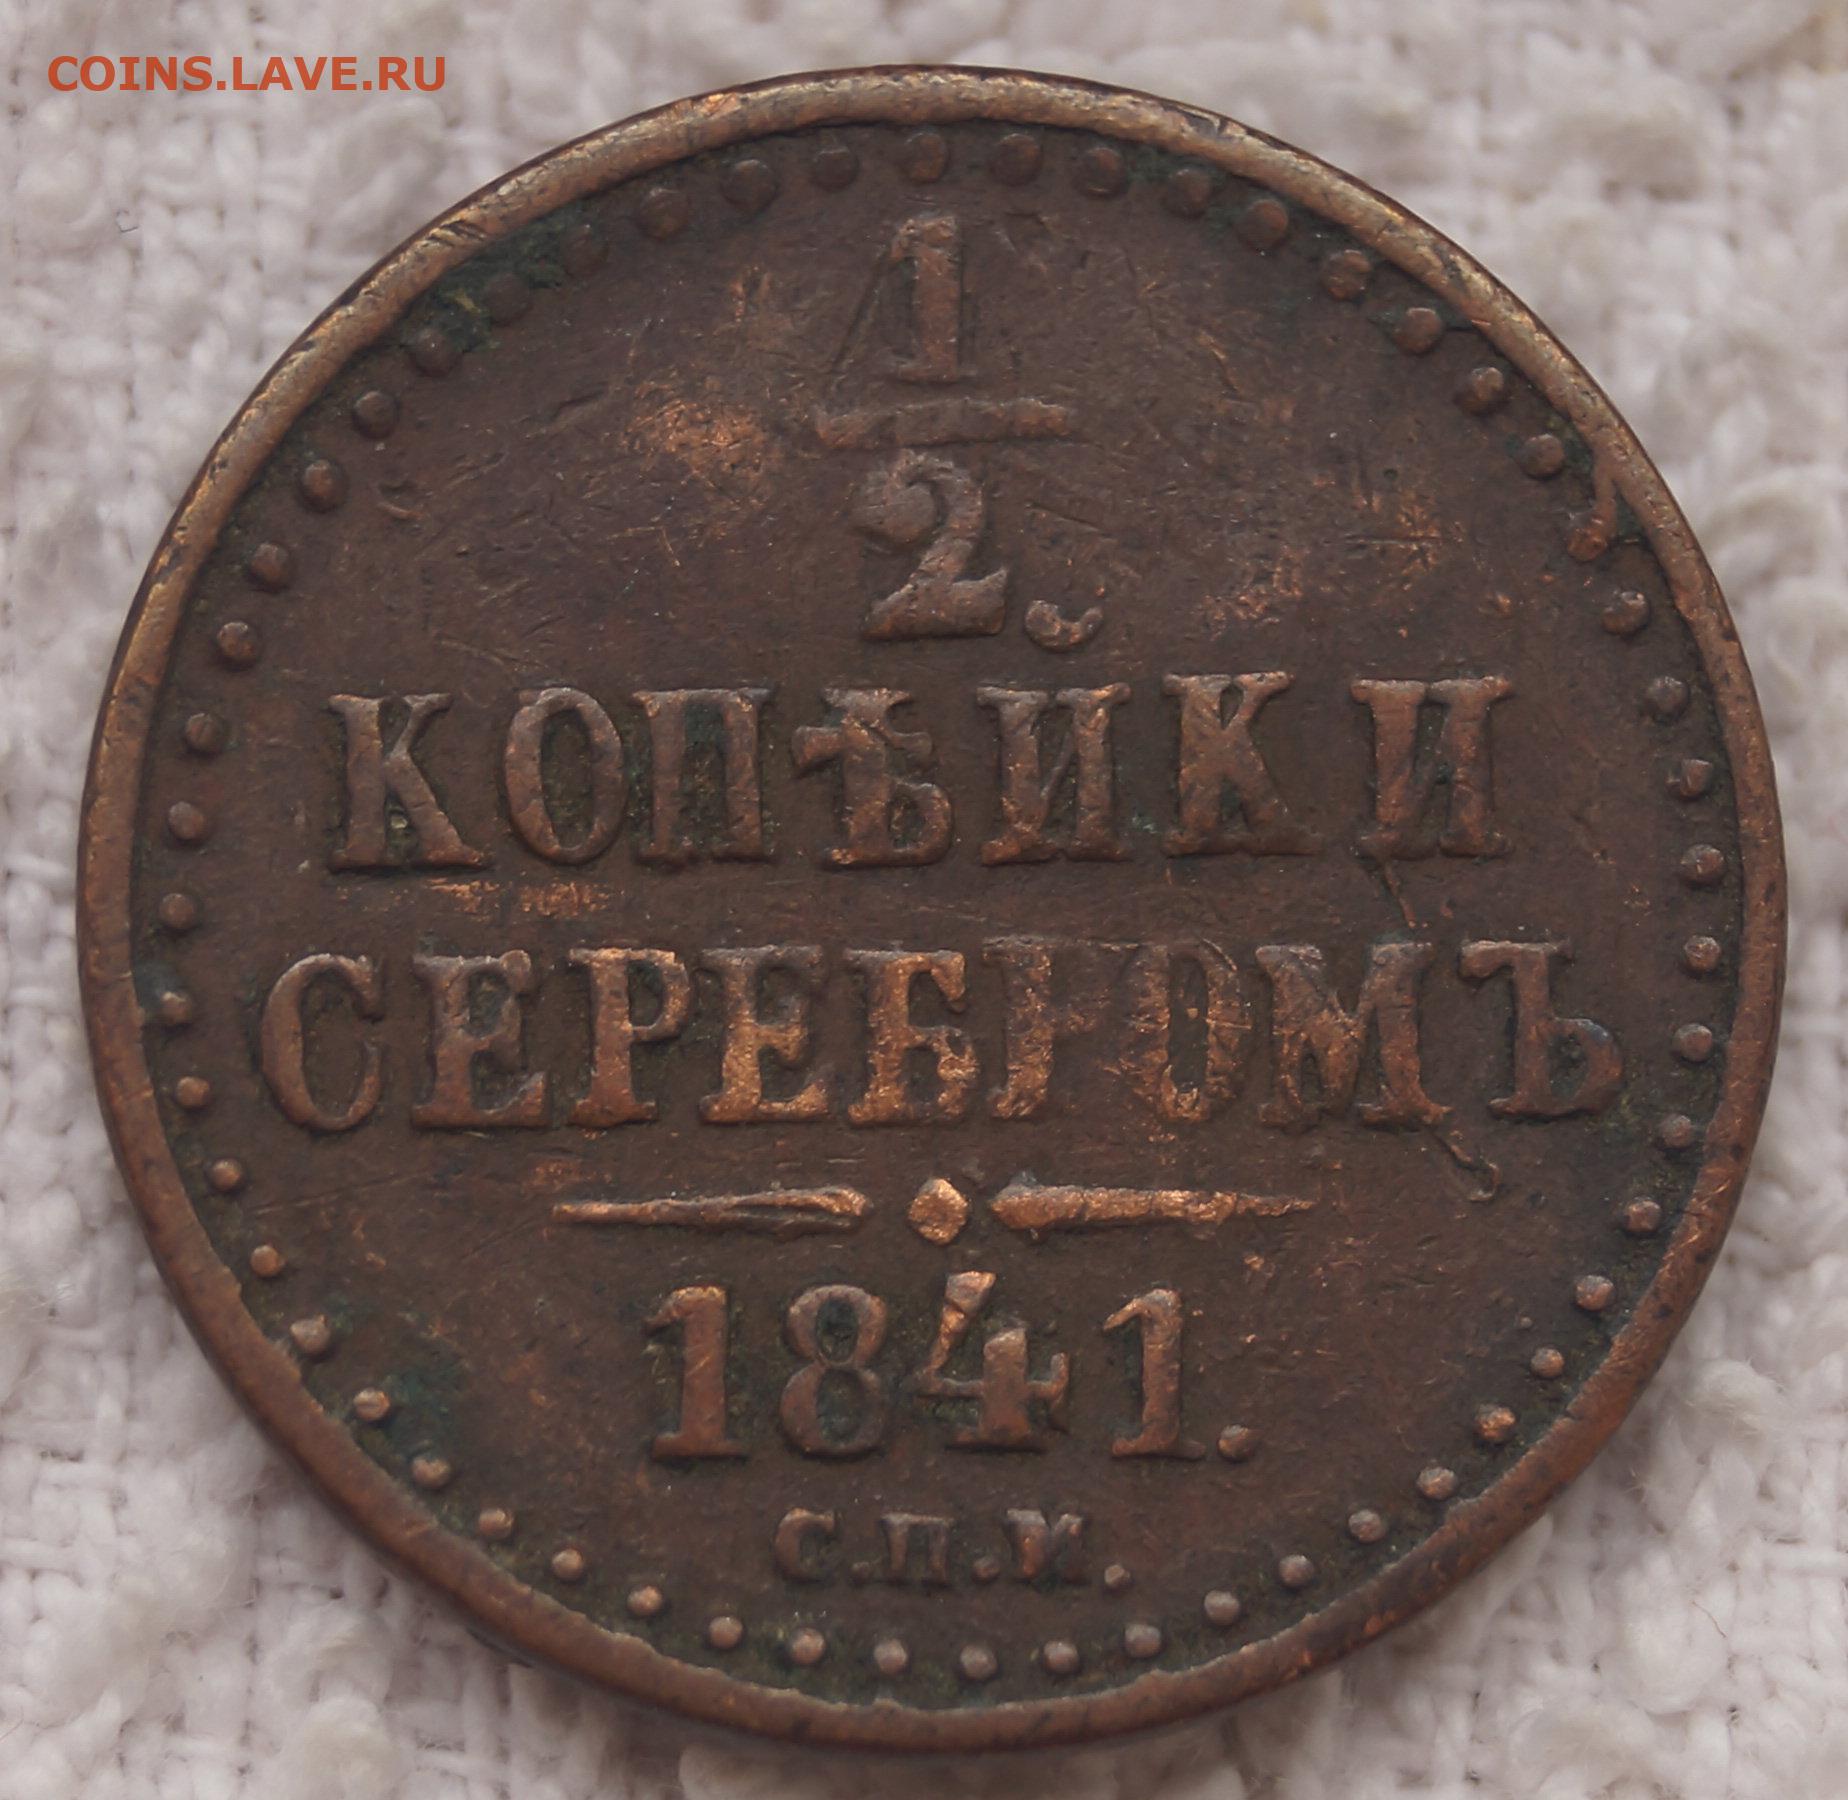 COINS.LAVE.RU
1
2
КОПѢЙКИ
СЕРЕБРОМЪ
1841.
С.П.М.